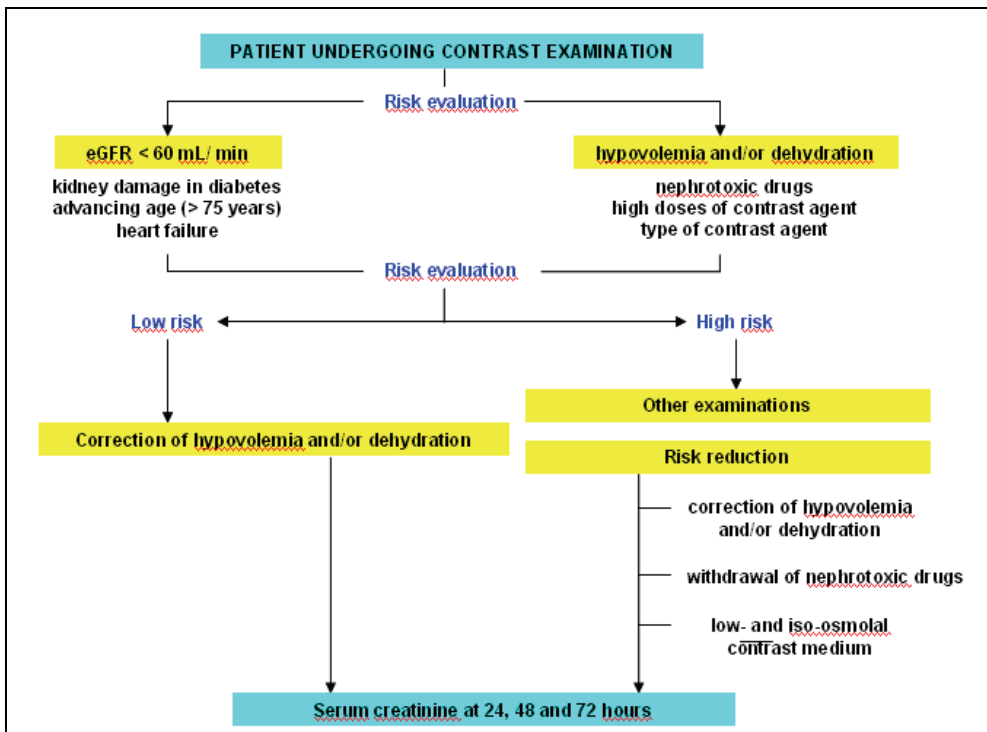 PATIENT UNDERGOING CONTRAST EXAMINATION
Risk evaluation
eGFR < 60 mL/ min
kidney damage in diabetes
advancing age (> 75 years)
heart failure
hypovolemia and/or dehydration
nephrotoxic drugs
high doses of contrast agent
type of contrast agent
Risk evaluation
Low risk
High risk
Correction of hypovolemia and/or dehydration
Other examinations
Risk reduction
correction of hypovolemia
and/or dehydration
withdrawal of nephrotoxic drugs
low- and iso-osmolal
contrast medium
Serum creatinine at 24, 48 and 72 hours